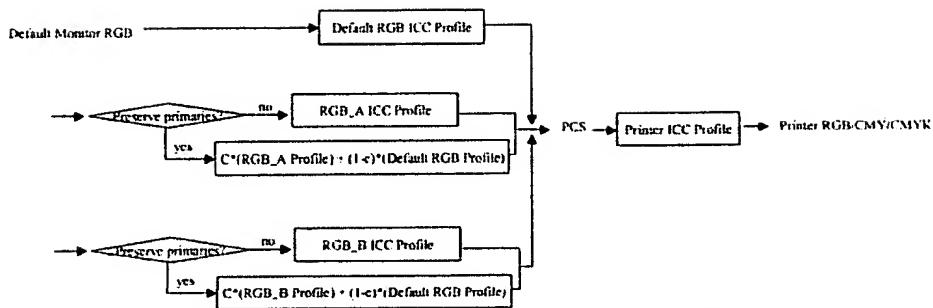 Default Monitor RGB
Default RGB ICC Profile
Preserve primaries?
no
RGB_A ICC Profile
yes
C*(RGB_A Profile) + (1-c)*(Default RGB Profile)
PCS
Printer ICC Profile
Printer RGB/CMY/CMYK
Preserve primaries?
no
RGB_B ICC Profile
yes
C*(RGB_B Profile) + (1-c)*(Default RGB Profile)